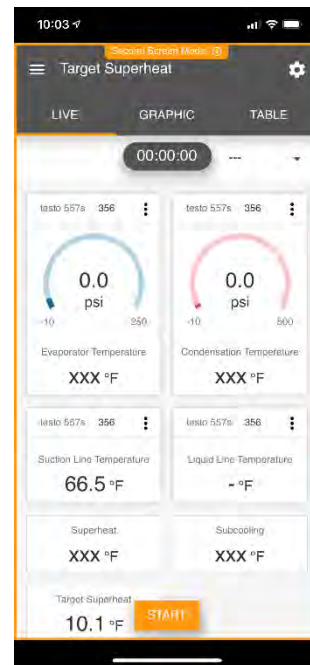 10:03
Second Screen Mode
Target Superheat
LIVE GRAPHIC TABLE
00:00:00 ---
testo 557s 356 testo 557s 356
0.0 0.0
psi psi
-10 250 -10 500
Evaporator Temperature Condensation Temperature
XXX °F XXX °F
testo 557s 356 testo 557s 356
Suction Line Temperature Liquid Line Temperature
66.5 °F - °F
Superheat Subcooling
XXX °F XXX °F
Target Superheat
10.1 °F START